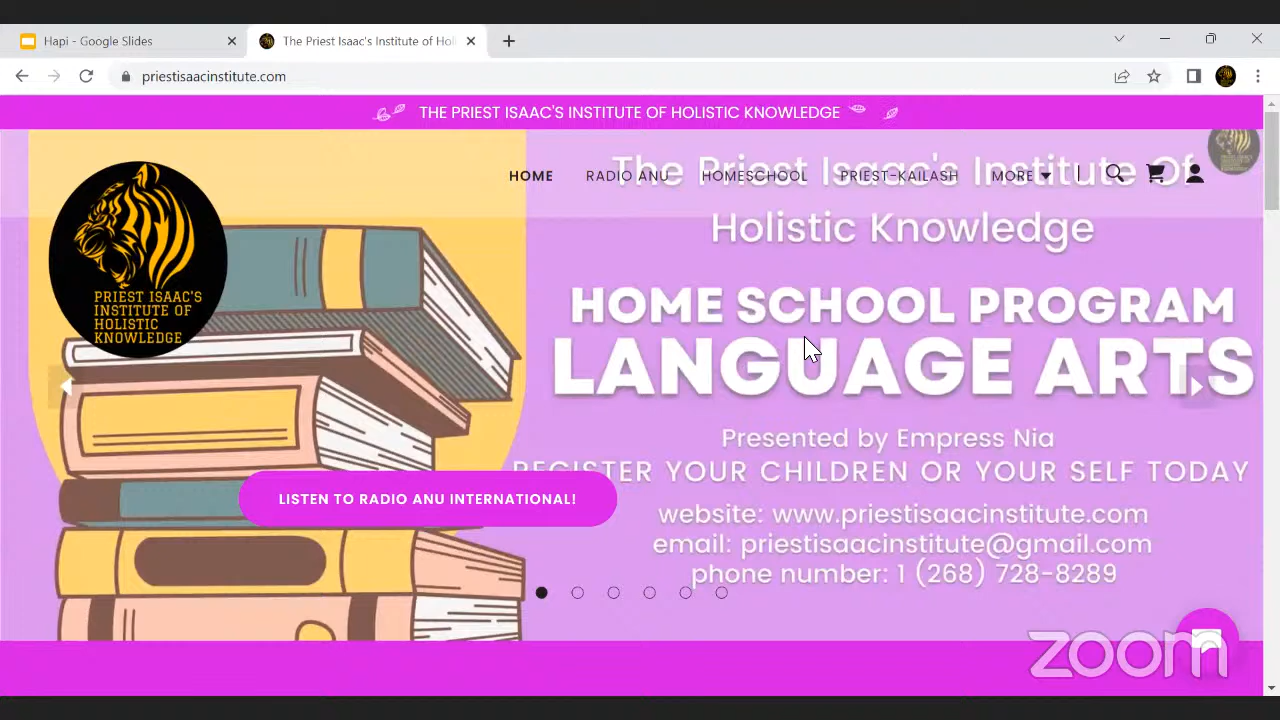 Hapi - Google Slides
The Priest Isaac's Institute of Hol
priestisaacinstitute.com
THE PRIEST ISAAC'S INSTITUTE OF HOLISTIC KNOWLEDGE
The Priest Isaac's Institute Of
HOME RADIO ANU HOMESCHOOL PRIEST-KAILASH MORE
Holistic Knowledge
PRIEST ISAAC'S
INSTITUTE OF
HOLISTIC
KNOWLEDGE
HOME SCHOOL PROGRAM
LANGUAGE ARTS
Presented by Empress Nia
REGISTER YOUR CHILDREN OR YOUR SELF TODAY
LISTEN TO RADIO ANU INTERNATIONAL!
website: www.priestisaacinstitute.com
email: priestisaacinstitute@gmail.com
phone number: 1 (268) 728-8289
zoom